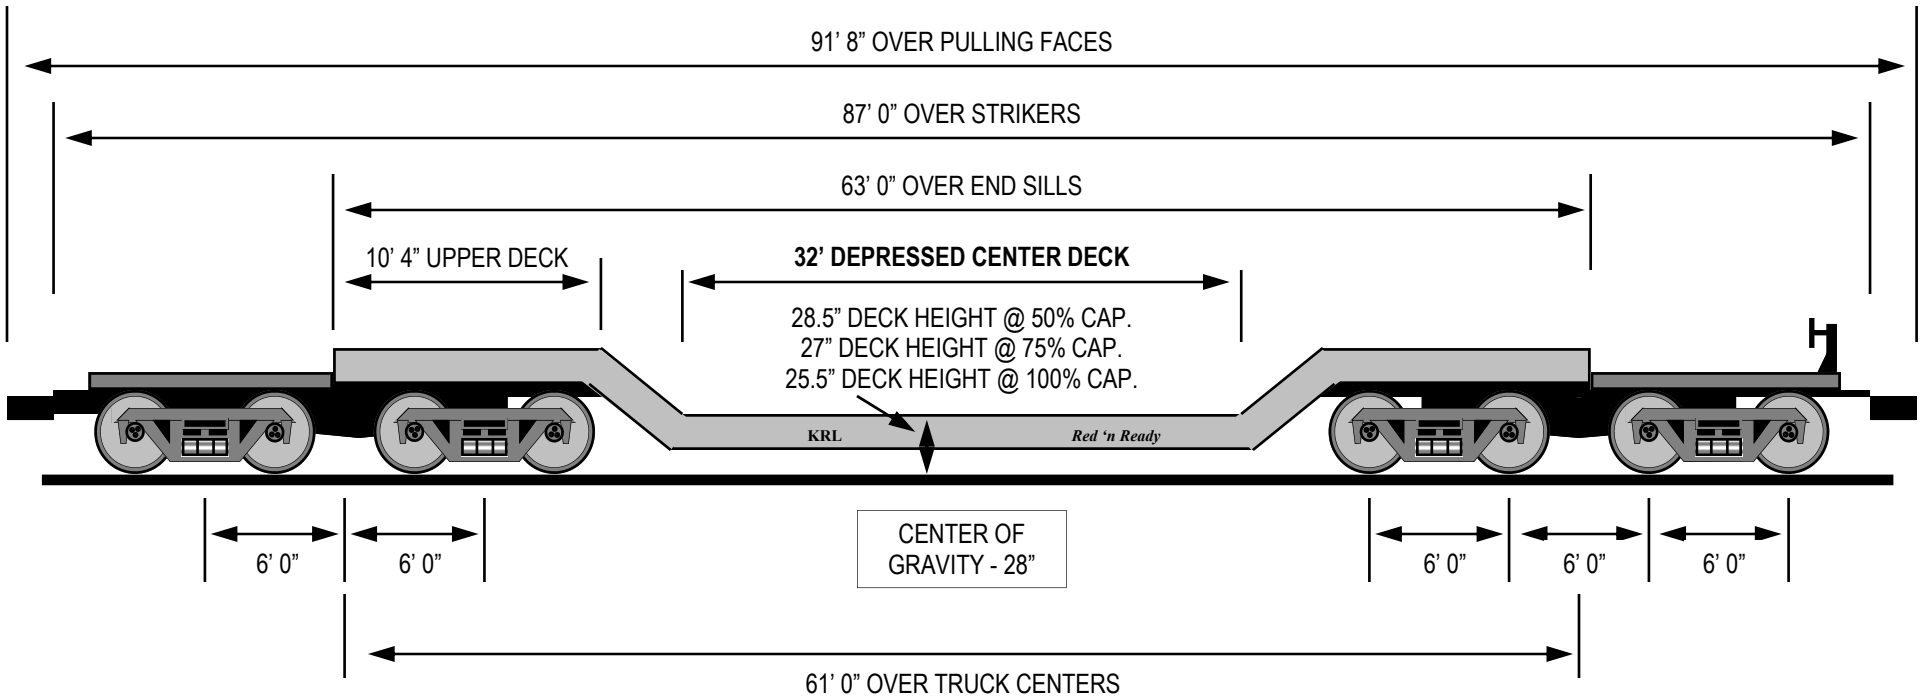 91’ 8” OVER PULLING FACES
87’ 0” OVER STRIKERS
63’ 0” OVER END SILLS
10’ 4” UPPER DECK
32’ DEPRESSED CENTER DECK
28.5” DECK HEIGHT @ 50% CAP.
27” DECK HEIGHT @ 75% CAP.
25.5” DECK HEIGHT @ 100% CAP.
KRL
Red ‘n Ready
CENTER OF
GRAVITY - 28”
6’ 0”
6’ 0”
6’ 0”
6’ 0”
6’ 0”
61’ 0” OVER TRUCK CENTERS